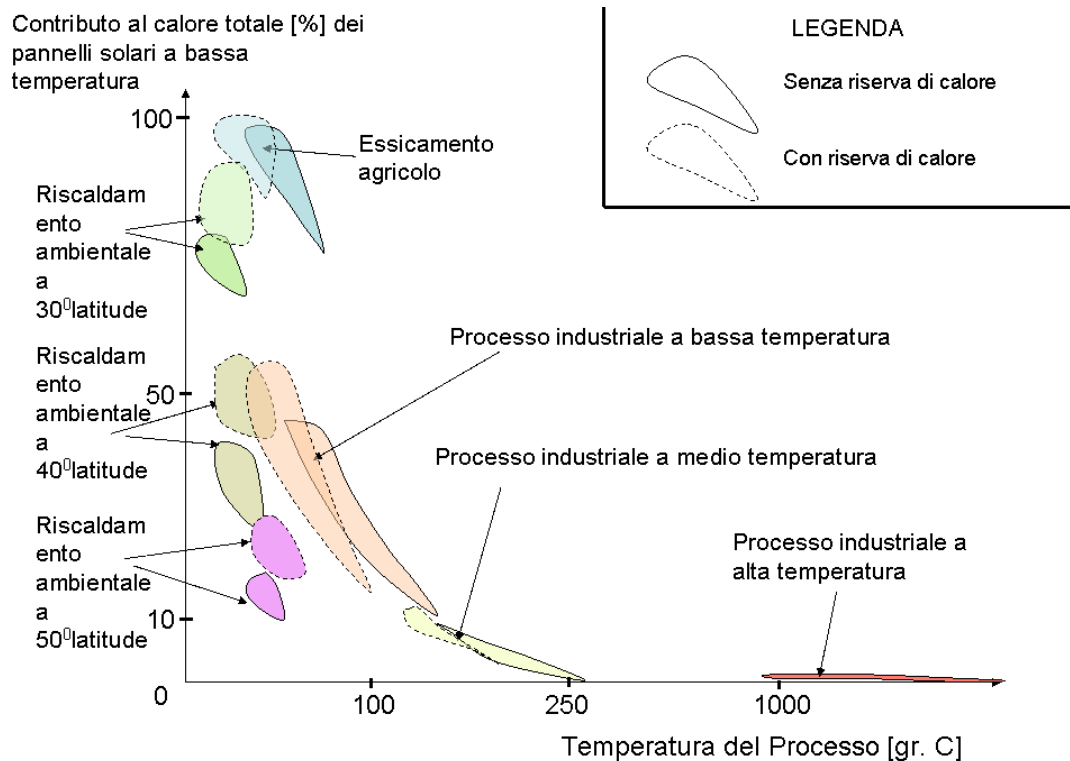 Contributo al calore totale [%] dei
pannelli solari a bassa
temperatura
LEGENDA
Senza riserva di calore
Con riserva di calore
100
Essicamento
agricolo
Riscaldam
ento
ambientale
a
30⁰latitude
Processo industriale a bassa temperatura
Riscaldam
ento
ambientale
a
40⁰latitude
50
Processo industriale a medio temperatura
Riscaldam
ento
ambientale
a
50⁰latitude
Processo industriale a
alta temperatura
10
0
100
250
1000
Temperatura del Processo [gr. C]